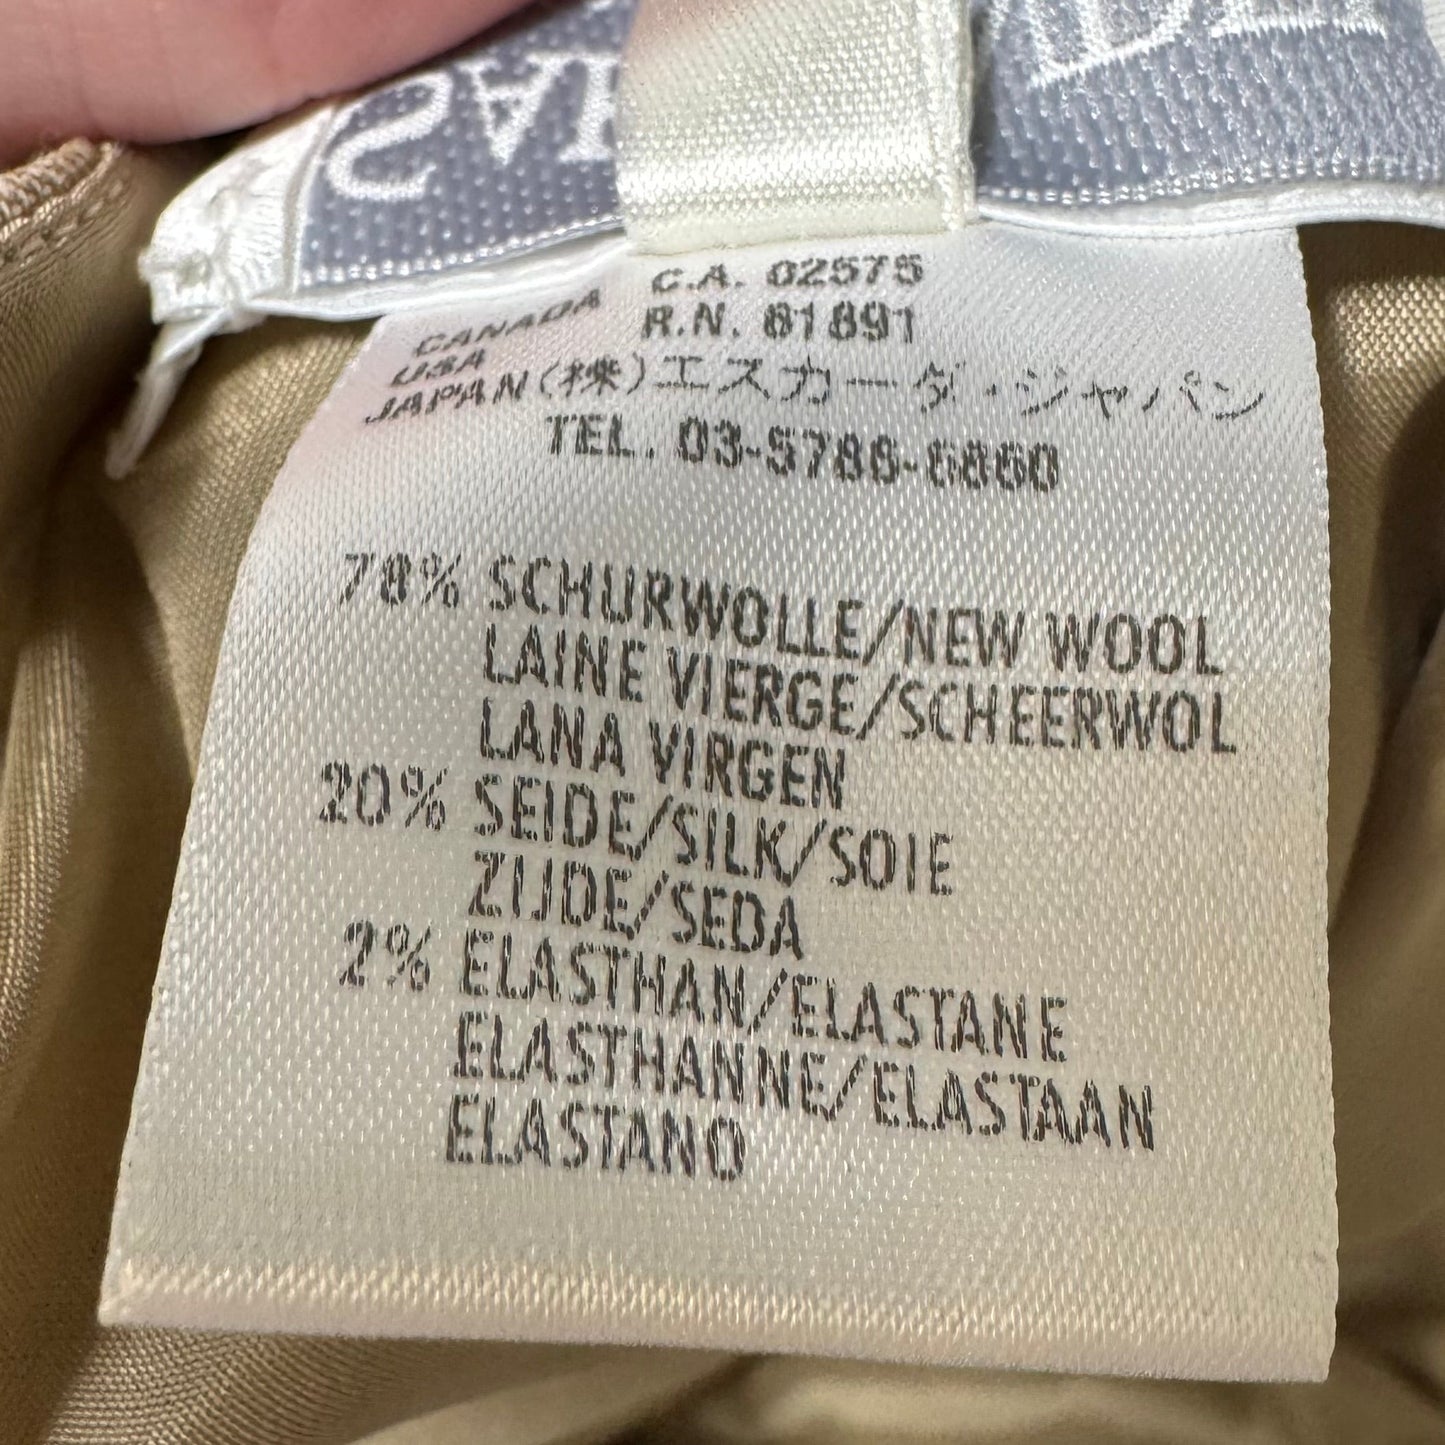 CANADA C.A. 02575
USA R.N. 81891
JAPAN (株)エスカーダ・ジャパン
TEL. 03-5786-6860
78% SCHURWOLLE/NEW WOOL
LAINE VIERGE/SCHEERWOL
LANA VIRGEN
20% SEIDE/SILK/SOIE
ZIJDE/SEDA
2% ELASTHAN/ELASTANE
ELASTHANNE/ELASTAAN
ELASTANO